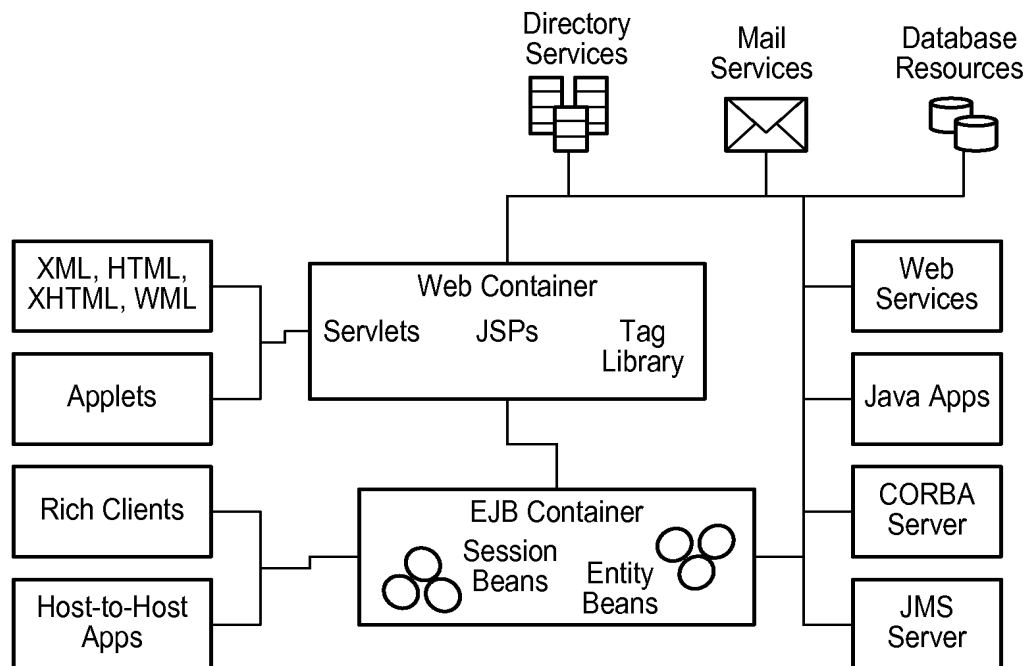 Directory
Services
Mail
Services
Database
Resources
XML, HTML,
XHTML, WML
Applets
Rich Clients
Host-to-Host
Apps
Web Container
Servlets
JSPs
Tag
Library
EJB Container
Session
Beans
Entity
Beans
Web
Services
Java Apps
CORBA
Server
JMS
Server